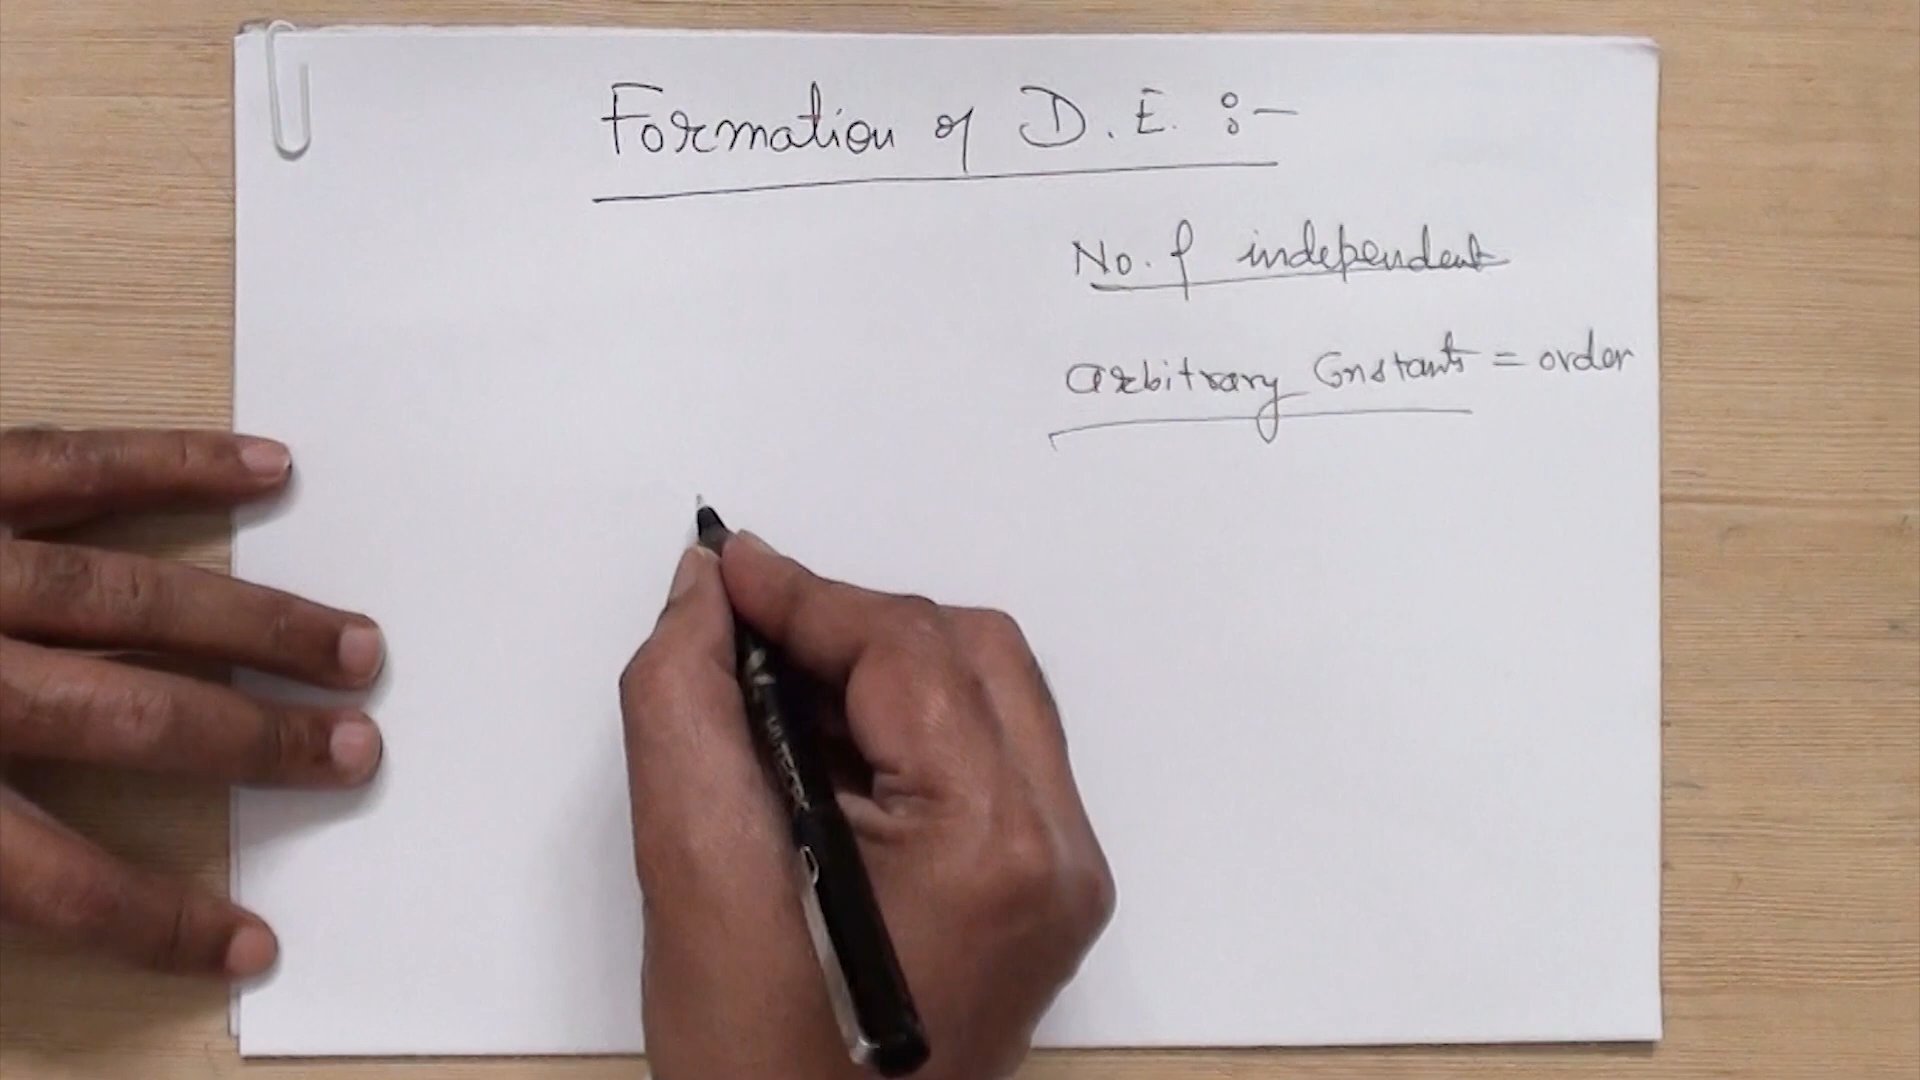 Formation of D.E. :-
No. of independent
arbitrary Constants = order